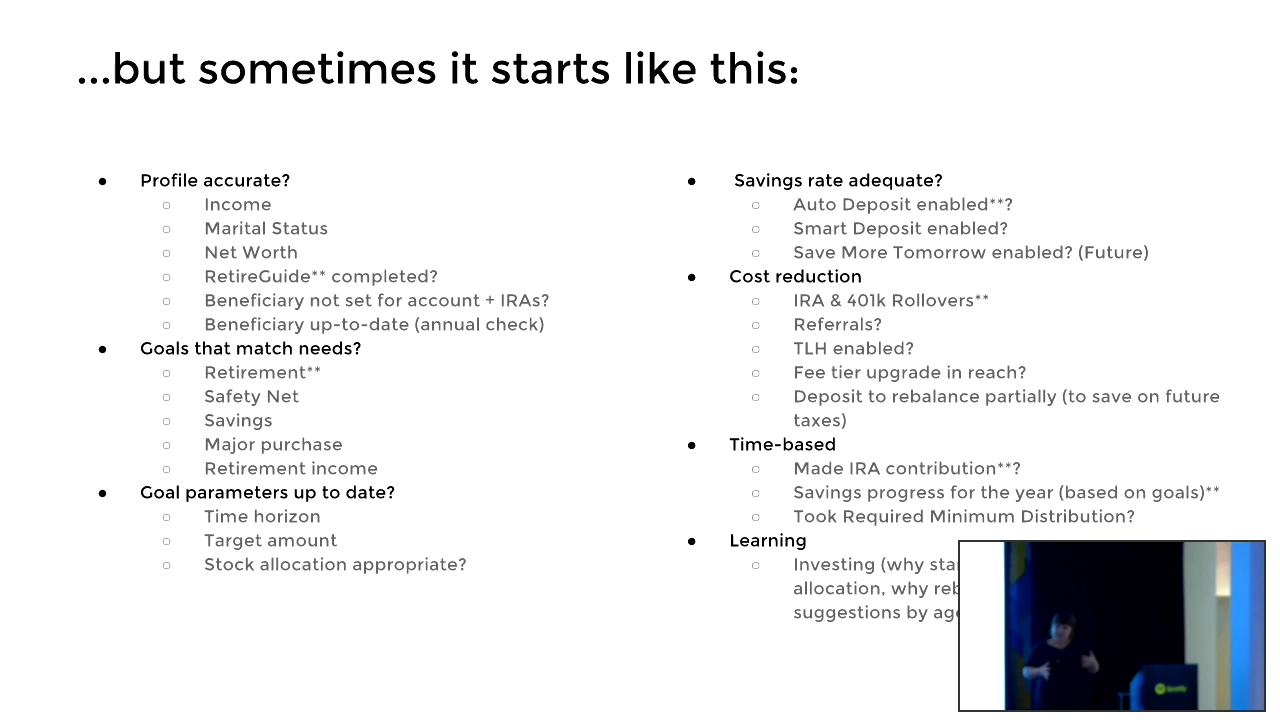 ...but sometimes it starts like this:
● Profile accurate?
○ Income
○ Marital Status
○ Net Worth
○ RetireGuide** completed?
○ Beneficiary not set for account + IRAs?
○ Beneficiary up-to-date (annual check)
● Goals that match needs?
○ Retirement**
○ Safety Net
○ Savings
○ Major purchase
○ Retirement income
● Goal parameters up to date?
○ Time horizon
○ Target amount
○ Stock allocation appropriate?
● Savings rate adequate?
○ Auto Deposit enabled**?
○ Smart Deposit enabled?
○ Save More Tomorrow enabled? (Future)
● Cost reduction
○ IRA & 401k Rollovers**
○ Referrals?
○ TLH enabled?
○ Fee tier upgrade in reach?
○ Deposit to rebalance partially (to save on future
taxes)
● Time-based
○ Made IRA contribution**?
○ Savings progress for the year (based on goals)**
○ Took Required Minimum Distribution?
● Learning
○ Investing (why
allocation, why
suggestions by
Spotify